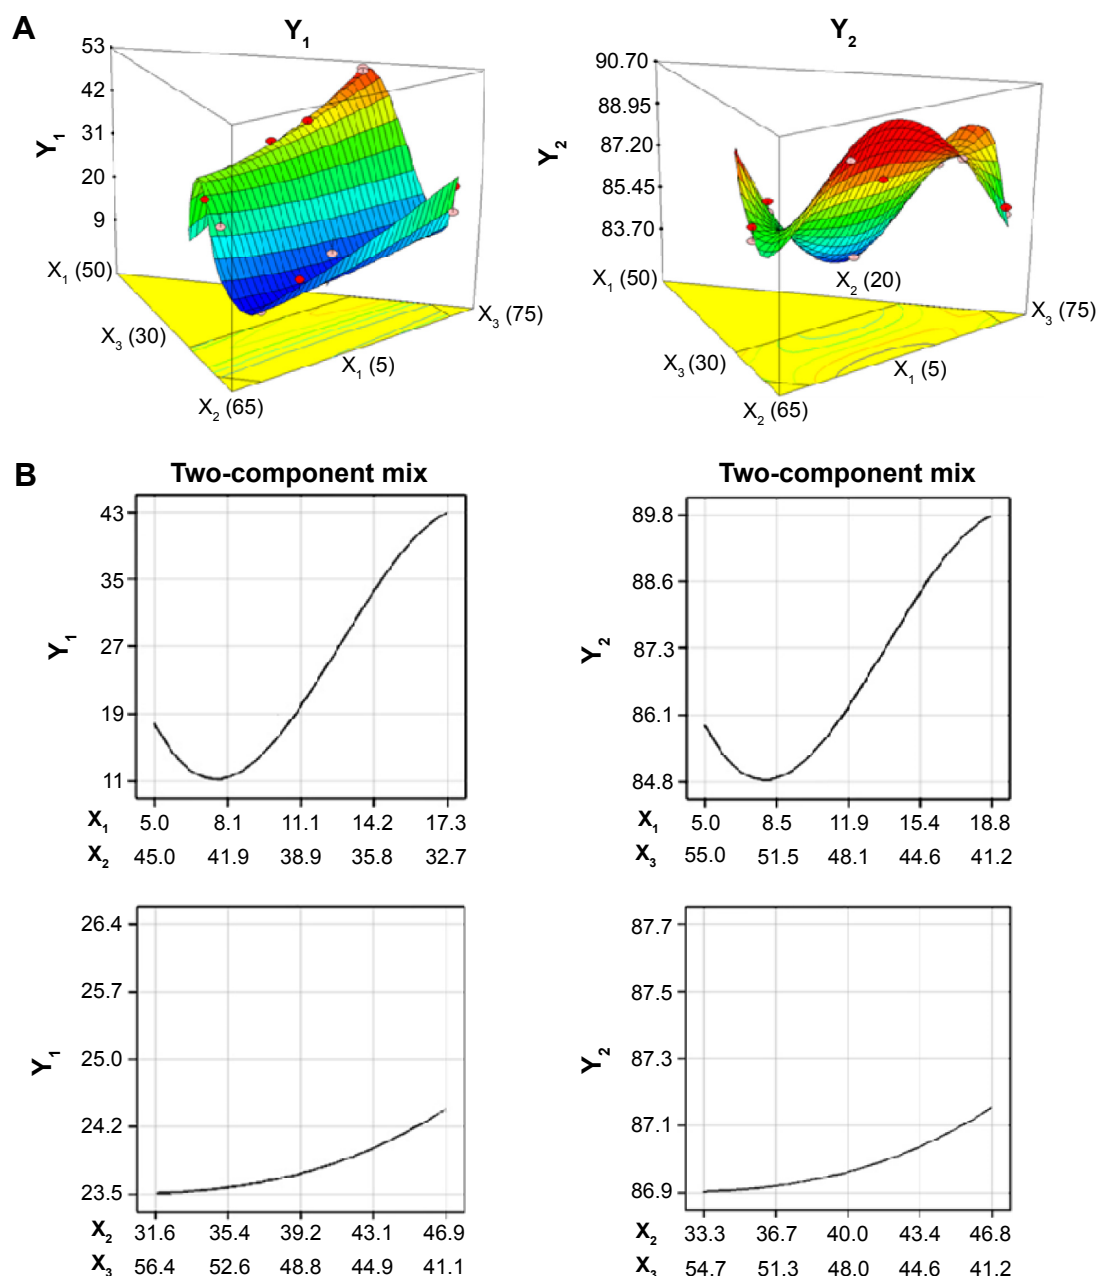 A
Y1
53
42
31
20
9
Y1
X1 (50)
X3 (30)
X2 (65)
X1 (5)
X3 (75)
Y2
90.70
88.95
87.20
85.45
83.70
Y2
X1 (50)
X3 (30)
X2 (65)
X2 (20)
X1 (5)
X3 (75)
B
Two-component mix
43
35
27
19
11
Y1
X1 5.0 8.1 11.1 14.2 17.3
X2 45.0 41.9 38.9 35.8 32.7
Two-component mix
89.8
88.6
87.3
86.1
84.8
Y2
X1 5.0 8.5 11.9 15.4 18.8
X3 55.0 51.5 48.1 44.6 41.2
26.4
25.7
25.0
24.2
23.5
Y1
X2 31.6 35.4 39.2 43.1 46.9
X3 56.4 52.6 48.8 44.9 41.1
87.7
87.5
87.3
87.1
86.9
Y2
X2 33.3 36.7 40.0 43.4 46.8
X3 54.7 51.3 48.0 44.6 41.2